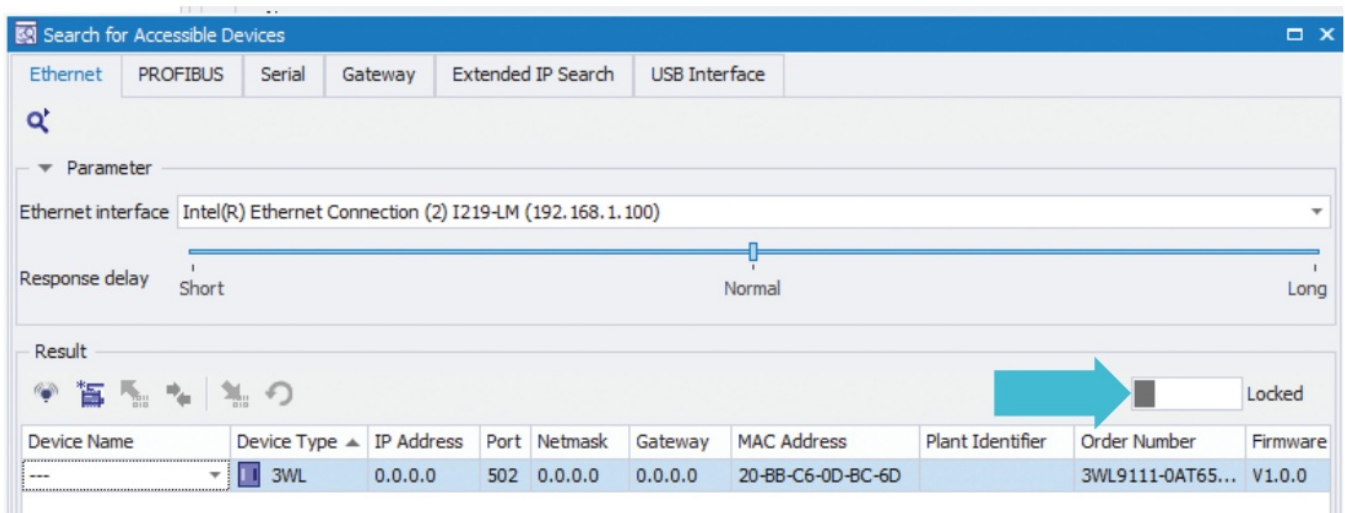 Search for Accessible Devices
Ethernet PROFIBUS Serial Gateway Extended IP Search USB Interface
Parameter
Ethernet interface Intel(R) Ethernet Connection (2) I219-LM (192.168.1.100)
Response delay
Short Normal Long
Result
Locked
Device Name Device Type IP Address Port Netmask Gateway MAC Address Plant Identifier Order Number Firmware
--- 3WL 0.0.0.0 502 0.0.0.0 0.0.0.0 20-BB-C6-0D-BC-6D 3WL9111-0AT65... V1.0.0